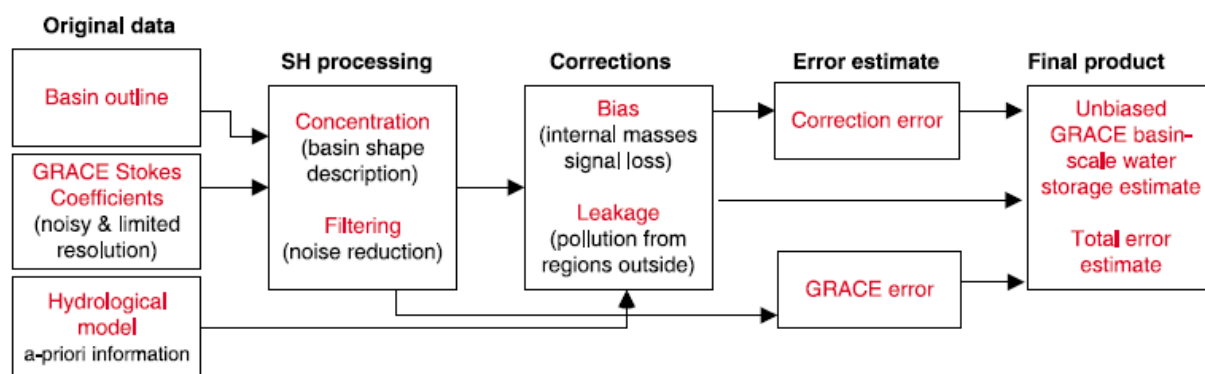 Original data
Basin outline
GRACE Stokes
Coefficients
(noisy & limited
resolution)
Hydrological
model
a-priori information
SH processing
Concentration
(basin shape
description)
Filtering
(noise reduction)
Corrections
Bias
(internal masses
signal loss)
Leakage
(pollution from
regions outside)
Error estimate
Correction error
GRACE error
Final product
Unbiased
GRACE basin-
scale water
storage estimate
Total error
estimate